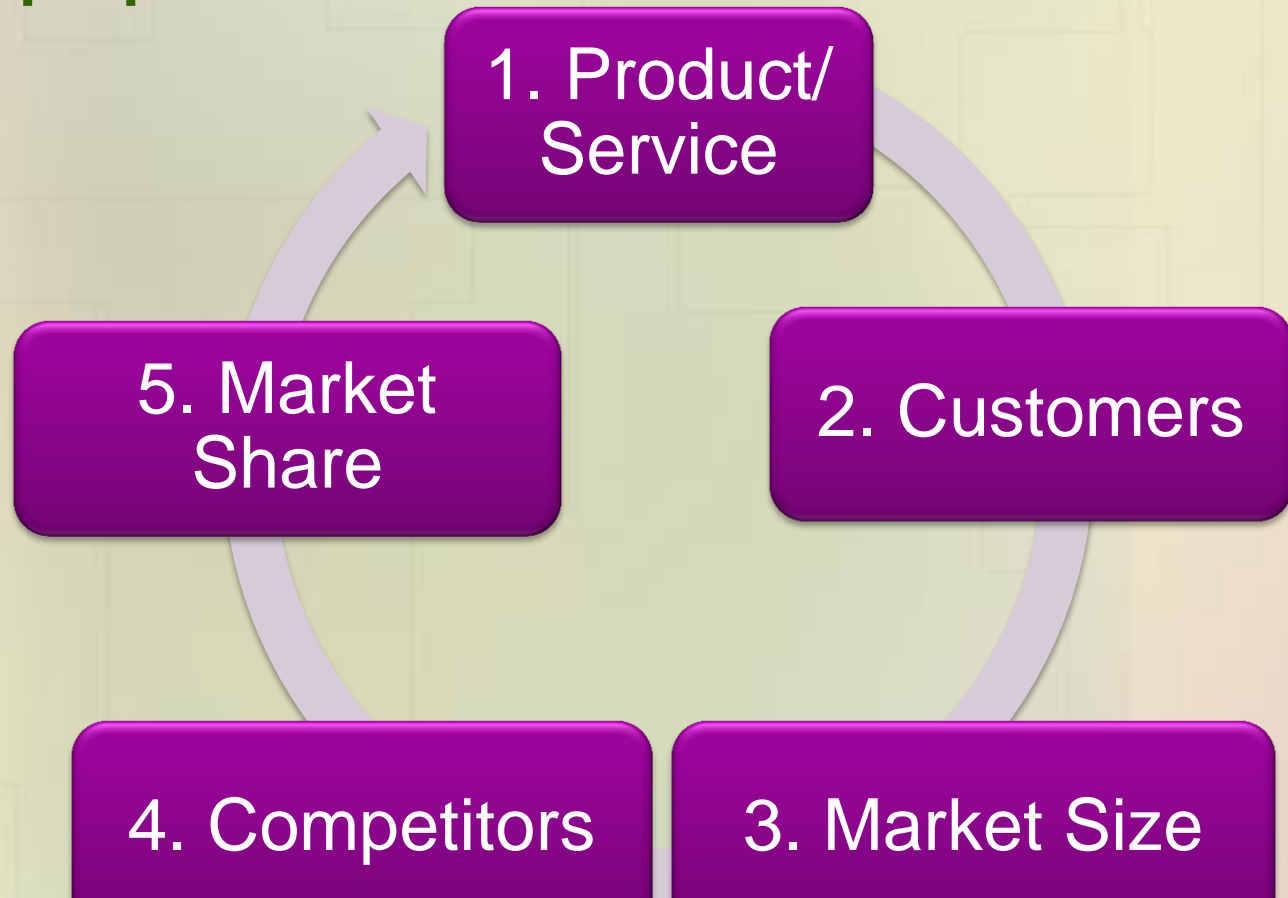 1. Product/
Service
2. Customers
3. Market Size
4. Competitors
5. Market
Share